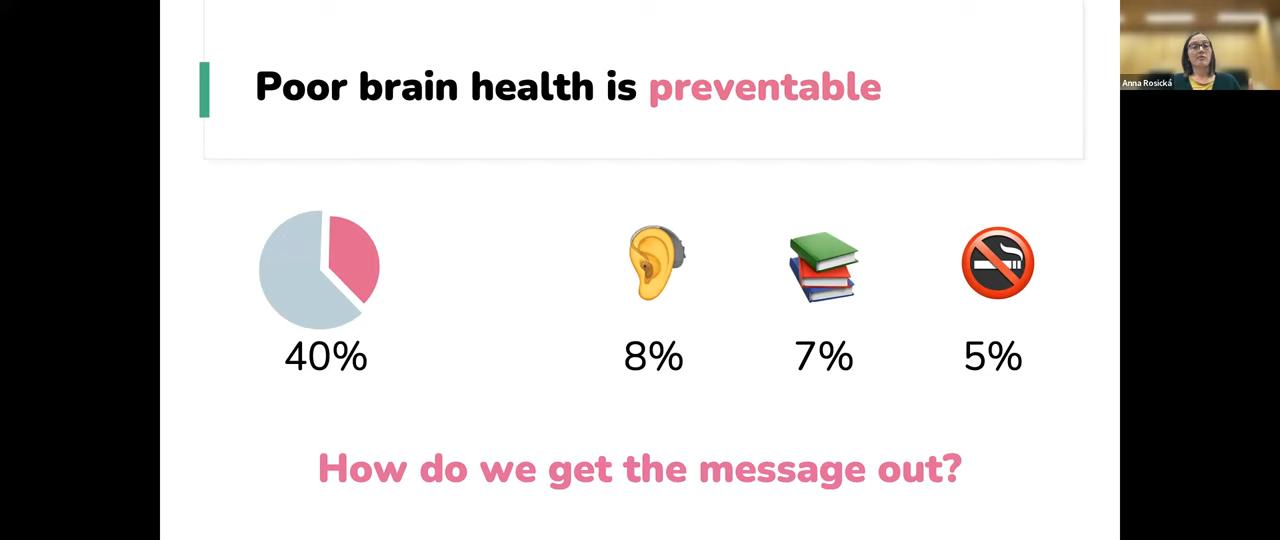 Poor brain health is preventable
Anna Rosická
40%
8%
7%
5%
How do we get the message out?